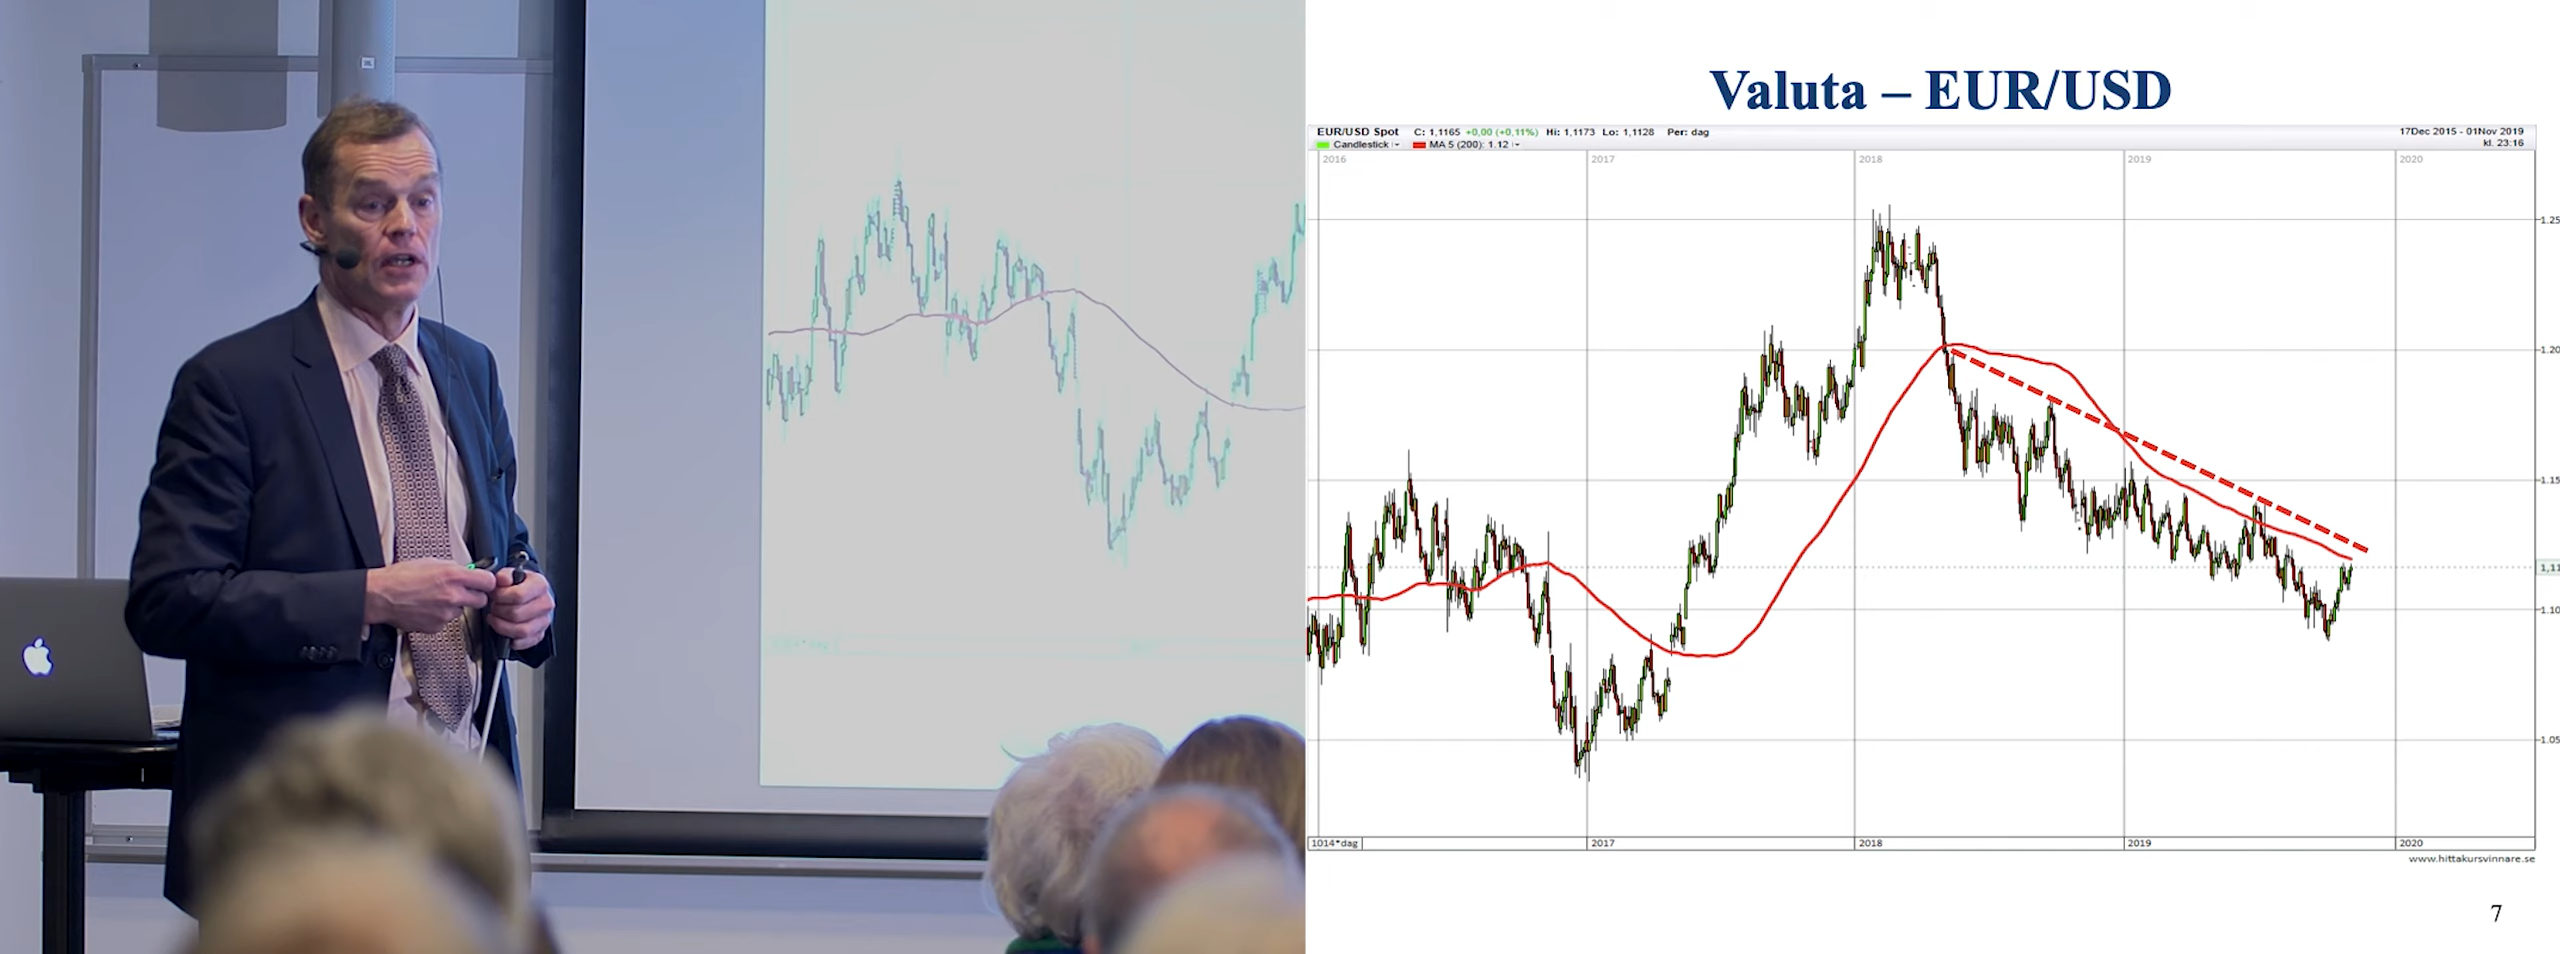 Valuta – EUR/USD
EUR/USD Spot C: 1,1165 +0,00 (+0,11%) Hi: 1,1173 Lo: 1,1128 Per: dag 17Dec 2015 - 01Nov 2019
Candlestick MA 5 (200): 1.12 kl. 23:16
2016 2017 2018 2019 2020
1.25
1.20
1.15
1,11
1.10
1.05
1014*dag 2017 2018 2019 2020
www.hittakursvinnare.se
7